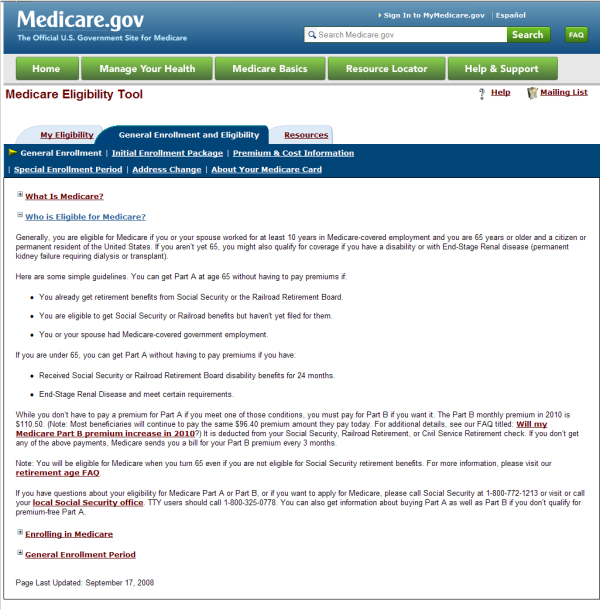 Medicare.gov
The Official U.S. Government Site for Medicare
Sign In to MyMedicare.gov | Español
Search Medicare.gov
Search
FAQ
Home
Manage Your Health
Medicare Basics
Resource Locator
Help & Support
Medicare Eligibility Tool
Help
Mailing List
My Eligibility
General Enrollment and Eligibility
Resources
General Enrollment | Initial Enrollment Package | Premium & Cost Information
| Special Enrollment Period | Address Change | About Your Medicare Card
What Is Medicare?
Who is Eligible for Medicare?
Generally, you are eligible for Medicare if you or your spouse worked for at least 10 years in Medicare-covered employment and you are 65 years or older and a citizen or
permanent resident of the United States. If you aren't yet 65, you might also qualify for coverage if you have a disability or with End-Stage Renal disease (permanent
kidney failure requiring dialysis or transplant).
Here are some simple guidelines. You can get Part A at age 65 without having to pay premiums if:
• You already get retirement benefits from Social Security or the Railroad Retirement Board.
• You are eligible to get Social Security or Railroad benefits but haven't yet filed for them.
• You or your spouse had Medicare-covered government employment.
If you are under 65, you can get Part A without having to pay premiums if you have:
• Received Social Security or Railroad Retirement Board disability benefits for 24 months.
• End-Stage Renal Disease and meet certain requirements.
While you don't have to pay a premium for Part A if you meet one of those conditions, you must pay for Part B if you want it. The Part B monthly premium in 2010 is
$110.50. (Note: Most beneficiaries will continue to pay the same $96.40 premium amount they pay today. For additional details, see our FAQ titled: Will my
Medicare Part B premium increase in 2010?) It is deducted from your Social Security, Railroad Retirement, or Civil Service Retirement check. If you don't get
any of the above payments, Medicare sends you a bill for your Part B premium every 3 months.
Note: You will be eligible for Medicare when you turn 65 even if you are not eligible for Social Security retirement benefits. For more information, please visit our
retirement age FAQ.
If you have questions about your eligibility for Medicare Part A or Part B, or if you want to apply for Medicare, please call Social Security at 1-800-772-1213 or visit or call
your local Social Security office. TTY users should call 1-800-325-0778. You can also get information about buying Part A as well as Part B if you don't qualify for
premium-free Part A.
Enrolling in Medicare
General Enrollment Period
Page Last Updated: September 17, 2008